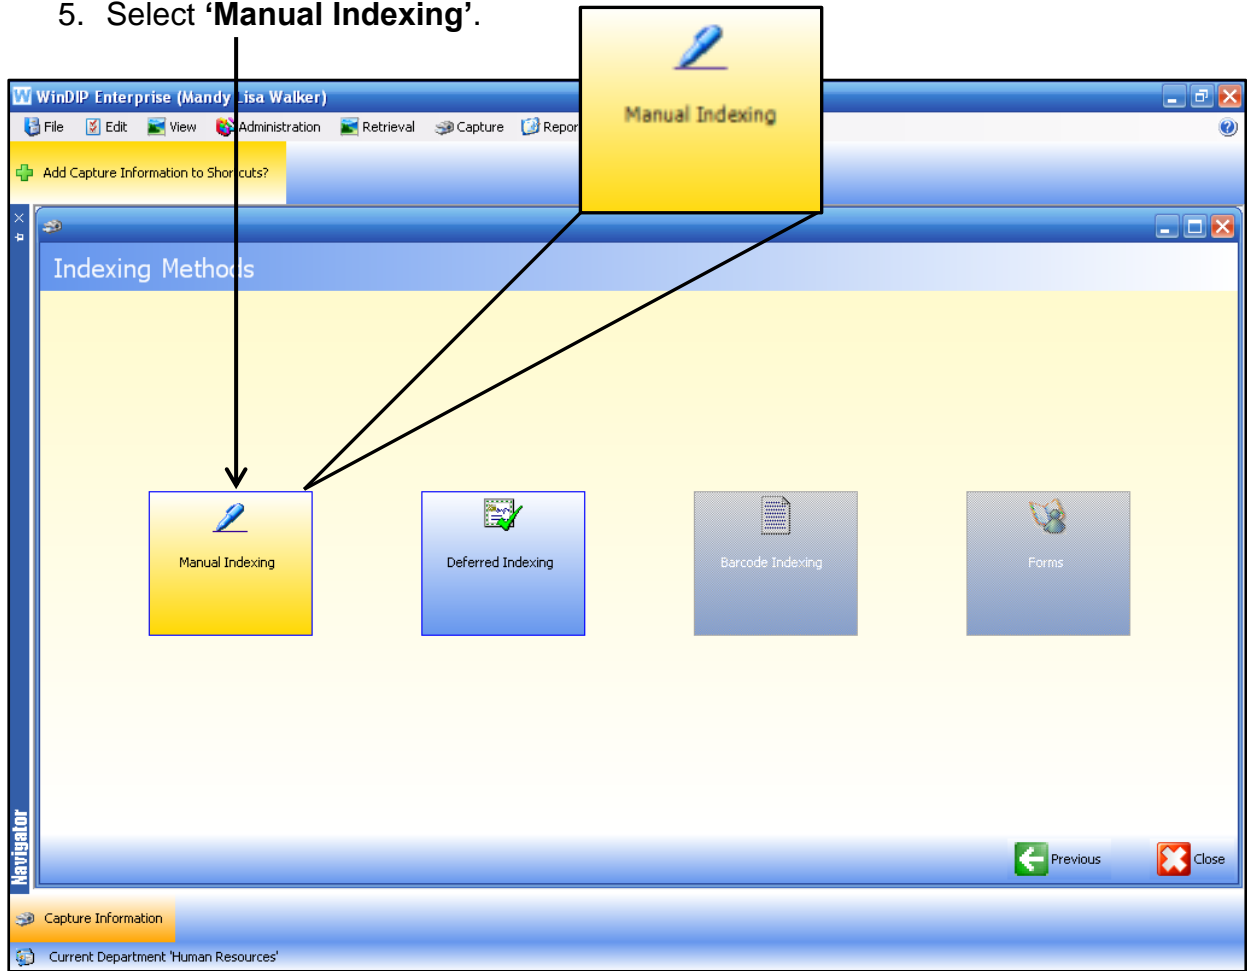 5. Select ‘Manual Indexing’.
Manual Indexing
WinDIP Enterprise (Mandy Lisa Walker)
File Edit View Administration Retrieval Capture Repor
Add Capture Information to Shortcuts?
Indexing Methods
Manual Indexing Deferred Indexing Barcode Indexing Forms
Navigator
Previous Close
Capture Information
Current Department 'Human Resources'